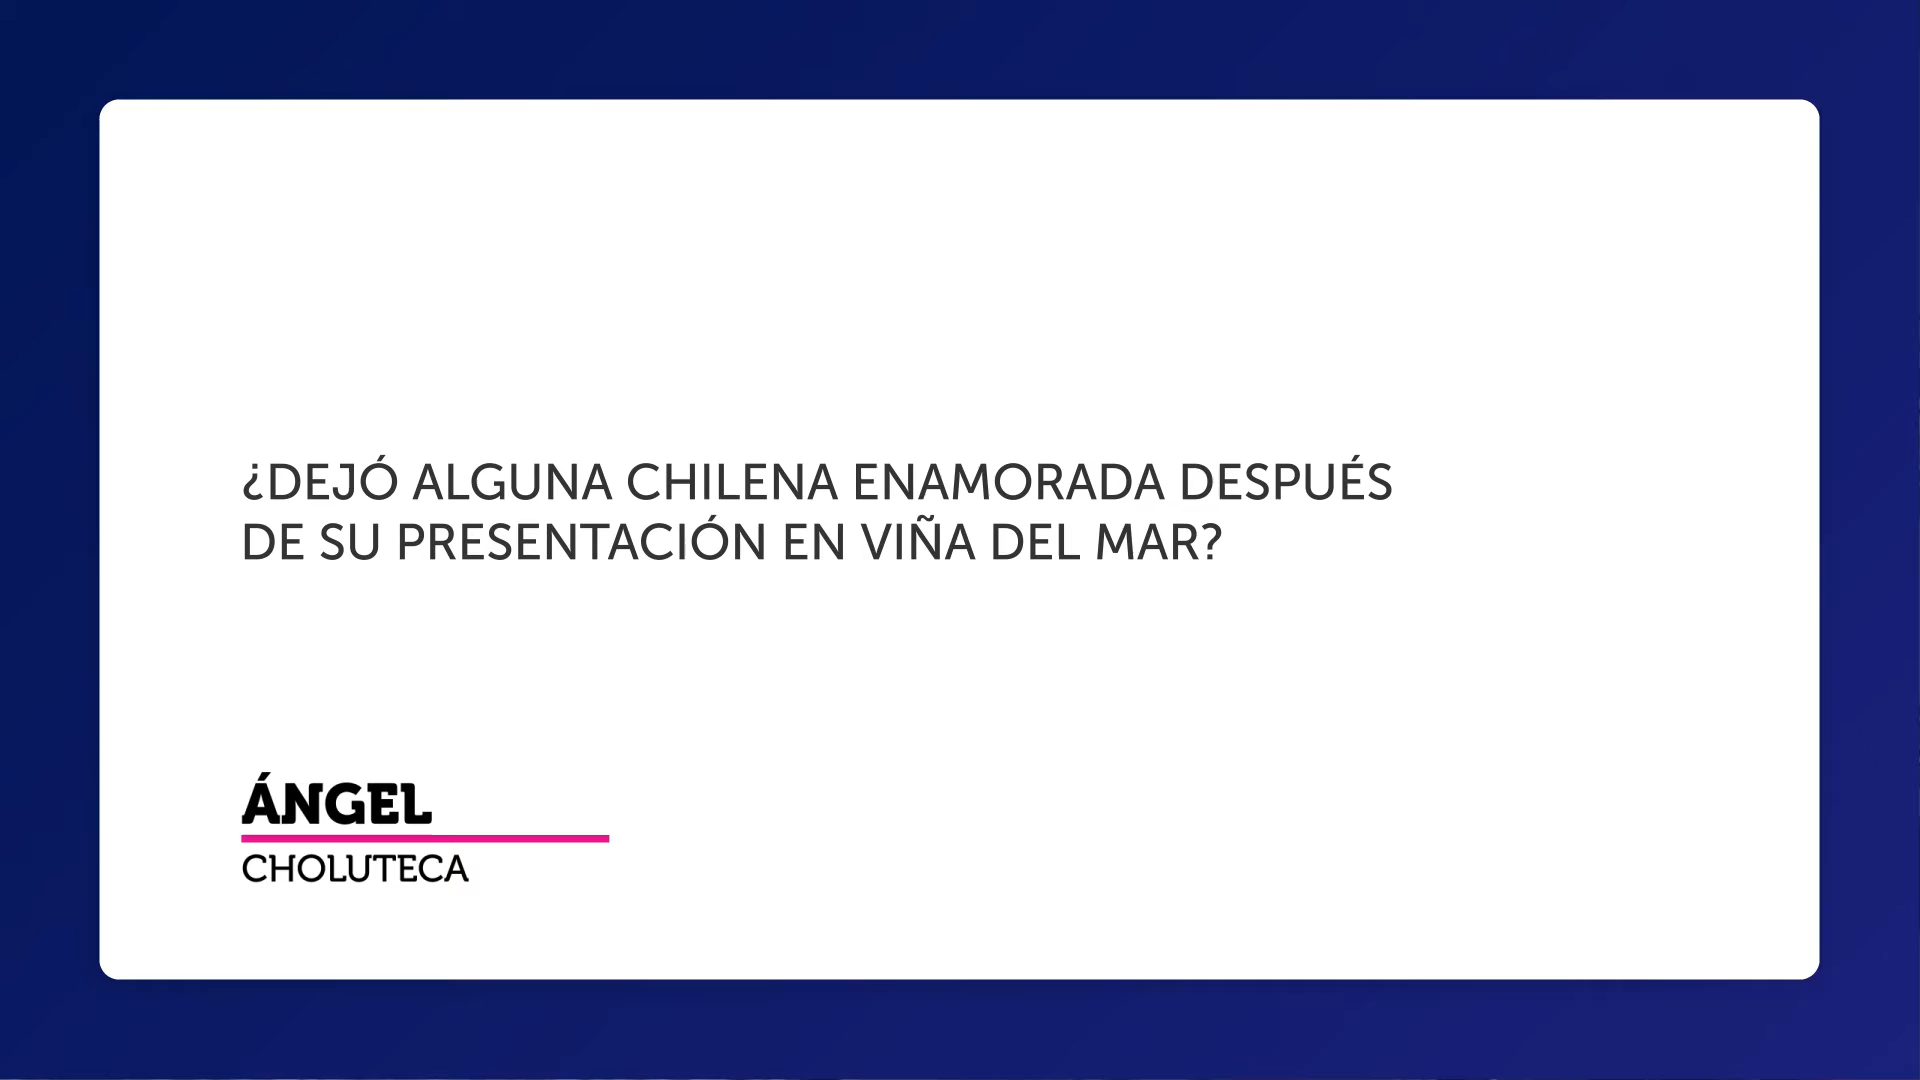 ¿DEJÓ ALGUNA CHILENA ENAMORADA DESPUÉS
DE SU PRESENTACIÓN EN VIÑA DEL MAR?
ÁNGEL
CHOLUTECA